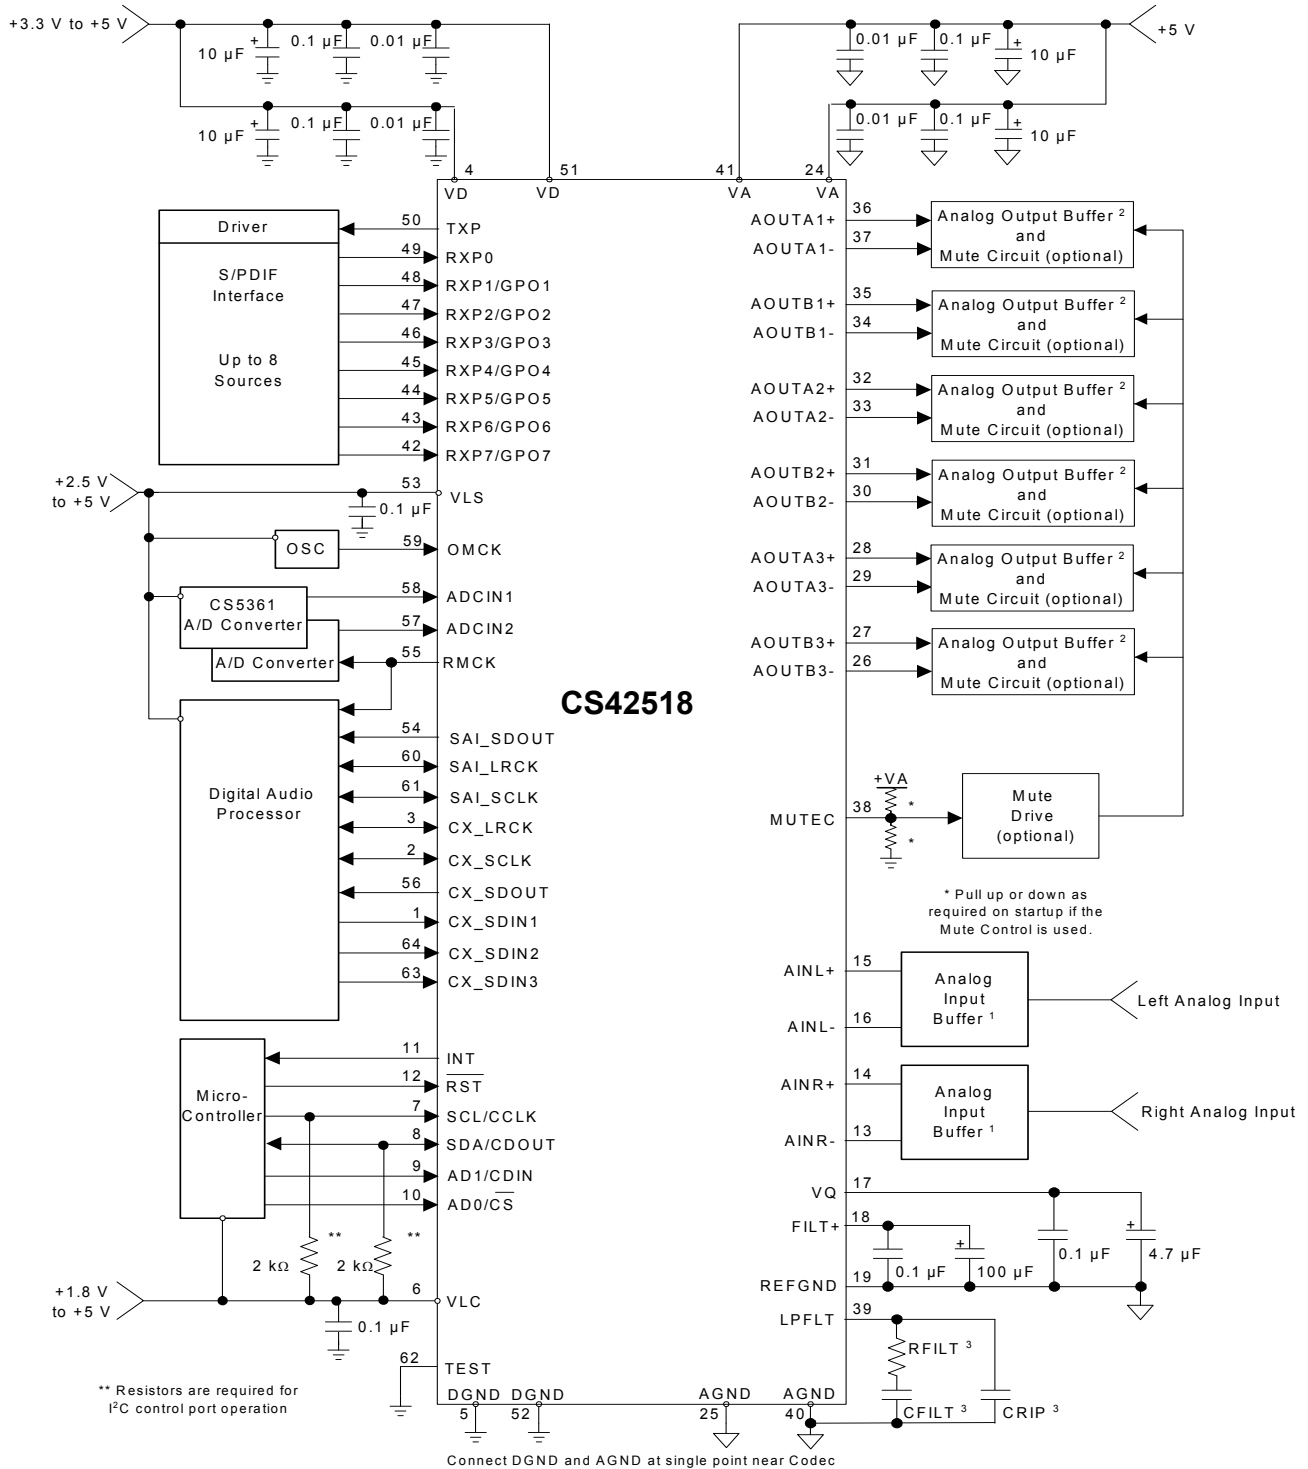 +3.3 V to +5 V
+5 V
10 µF
+
0.1 µF
0.01 µF
0.01 µF
0.1 µF
+
10 µF
10 µF
+
0.1 µF
0.01 µF
0.01 µF
0.1 µF
+
10 µF
4
51
41
24
VD
VD
VA
VA
Driver
S/PDIF
Interface
Up to 8
Sources
50
TXP
49
RXP0
48
RXP1/GPO1
47
RXP2/GPO2
46
RXP3/GPO3
45
RXP4/GPO4
44
RXP5/GPO5
43
RXP6/GPO6
42
RXP7/GPO7
+2.5 V
to +5 V
53
VLS
0.1 µF
OSC
59
OMCK
CS5361
A/D Converter
58
ADCIN1
57
ADCIN2
A/D Converter
55
RMCK
CS42518
Digital Audio
Processor
54
SAI_SDOUT
60
SAI_LRCK
61
SAI_SCLK
3
CX_LRCK
2
CX_SCLK
56
CX_SDOUT
1
CX_SDIN1
64
CX_SDIN2
63
CX_SDIN3
Micro-
Controller
11
INT
12
RST
7
SCL/CCLK
8
SDA/CDOUT
9
AD1/CDIN
10
AD0/CS
**
**
2 kΩ
2 kΩ
+1.8 V
to +5 V
6
VLC
0.1 µF
62
TEST
** Resistors are required for
I²C control port operation
DGND
DGND
AGND
AGND
5
52
25
40
Connect DGND and AGND at single point near Codec
AOUTA1+
36
AOUTA1-
37
Analog Output Buffer ²
and
Mute Circuit (optional)
AOUTB1+
35
AOUTB1-
34
Analog Output Buffer ²
and
Mute Circuit (optional)
AOUTA2+
32
AOUTA2-
33
Analog Output Buffer ²
and
Mute Circuit (optional)
AOUTB2+
31
AOUTB2-
30
Analog Output Buffer ²
and
Mute Circuit (optional)
AOUTA3+
28
AOUTA3-
29
Analog Output Buffer ²
and
Mute Circuit (optional)
AOUTB3+
27
AOUTB3-
26
Analog Output Buffer ²
and
Mute Circuit (optional)
+VA
*
*
MUTEC
38
Mute
Drive
(optional)
* Pull up or down as
required on startup if the
Mute Control is used.
AINL+
15
AINL-
16
Analog
Input
Buffer ¹
Left Analog Input
AINR+
14
AINR-
13
Analog
Input
Buffer ¹
Right Analog Input
VQ
17
FILT+
18
0.1 µF
+
100 µF
0.1 µF
+
4.7 µF
REFGND
19
LPFLT
39
RFILT ³
CFILT ³
CRIP ³